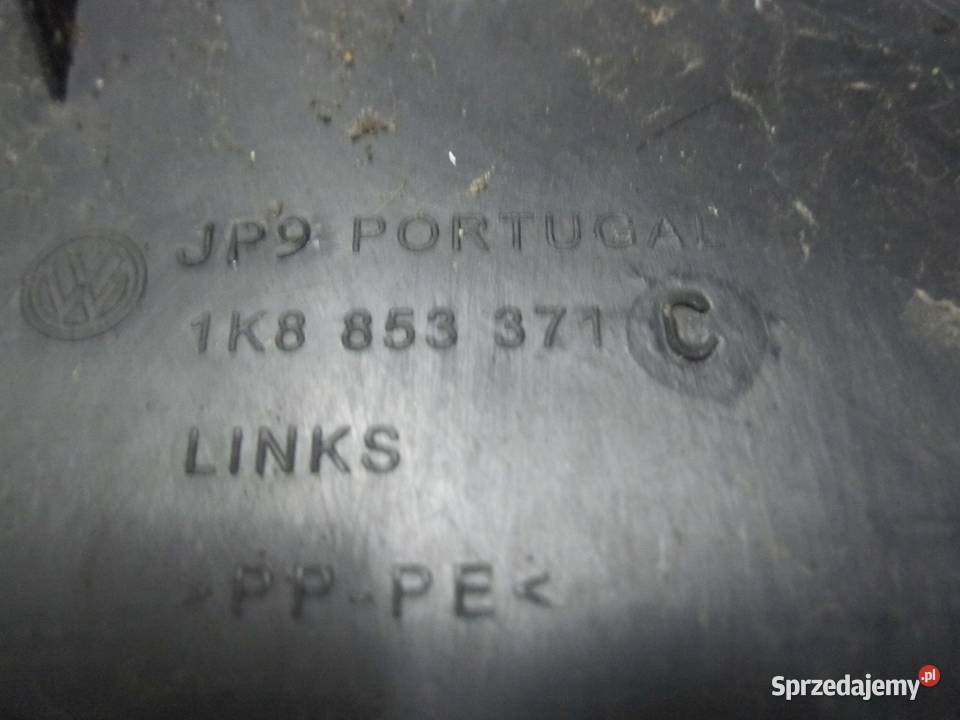 JP9 PORTUGAL
1K8 853 371 C
LINKS
>PP-PE<
Sprzedajemy.pl